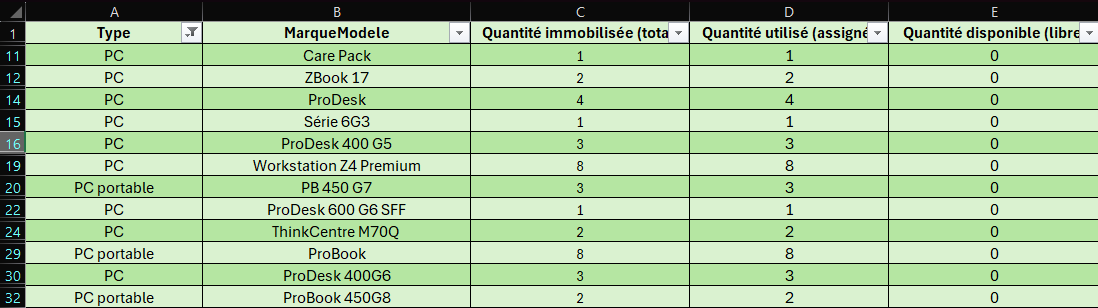 A B C D E
1 Type MarqueModele Quantité immobilisée (tota Quantité utilisé (assigné Quantité disponible (libre
11 PC Care Pack 1 1 0
12 PC ZBook 17 2 2 0
14 PC ProDesk 4 4 0
15 PC Série 6G3 1 1 0
16 PC ProDesk 400 G5 3 3 0
19 PC Workstation Z4 Premium 8 8 0
20 PC portable PB 450 G7 3 3 0
22 PC ProDesk 600 G6 SFF 1 1 0
24 PC ThinkCentre M70Q 2 2 0
29 PC portable ProBook 8 8 0
30 PC ProDesk 400G6 3 3 0
32 PC portable ProBook 450G8 2 2 0